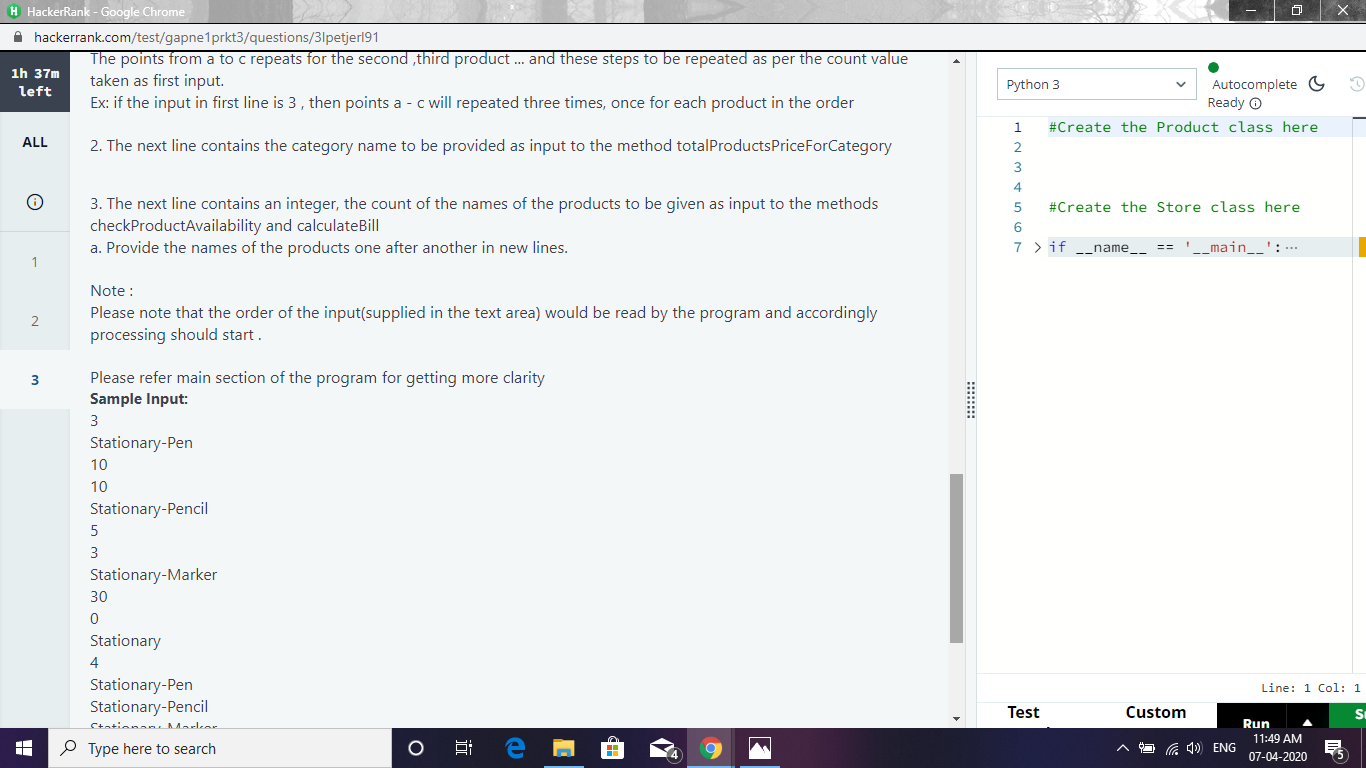 HackerRank - Google Chrome
hackerrank.com/test/gapne1prkt3/questions/3lpetjerl91
1h 37m
left
ALL
1
2
3
The points from a to c repeats for the second ,third product ... and these steps to be repeated as per the count value
taken as first input.
Ex: if the input in first line is 3 , then points a - c will repeated three times, once for each product in the order
2. The next line contains the category name to be provided as input to the method totalProductsPriceForCategory
3. The next line contains an integer, the count of the names of the products to be given as input to the methods
checkProductAvailability and calculateBill
a. Provide the names of the products one after another in new lines.
Note :
Please note that the order of the input(supplied in the text area) would be read by the program and accordingly
processing should start .
Please refer main section of the program for getting more clarity
Sample Input:
3
Stationary-Pen
10
10
Stationary-Pencil
5
3
Stationary-Marker
30
0
Stationary
4
Stationary-Pen
Stationary-Pencil
Stationary-Marker
Python 3
Autocomplete
Ready
1 #Create the Product class here
2
3
4
5 #Create the Store class here
6
7 if __name__ == '__main__':...
Line: 1 Col: 1
Test
Custom
Run
Type here to search
4
ENG
11:49 AM
07-04-2020
5